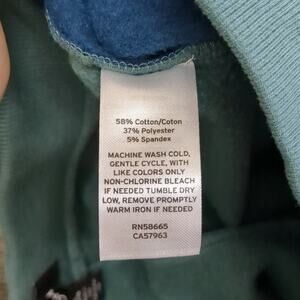 58% Cotton/Coton
37% Polyester
5% Spandex
MACHINE WASH COLD,
GENTLE CYCLE, WITH
LIKE COLORS ONLY
NON-CHLORINE BLEACH
IF NEEDED TUMBLE DRY
LOW, REMOVE PROMPTLY
WARM IRON IF NEEDED
RN58665
CA57963